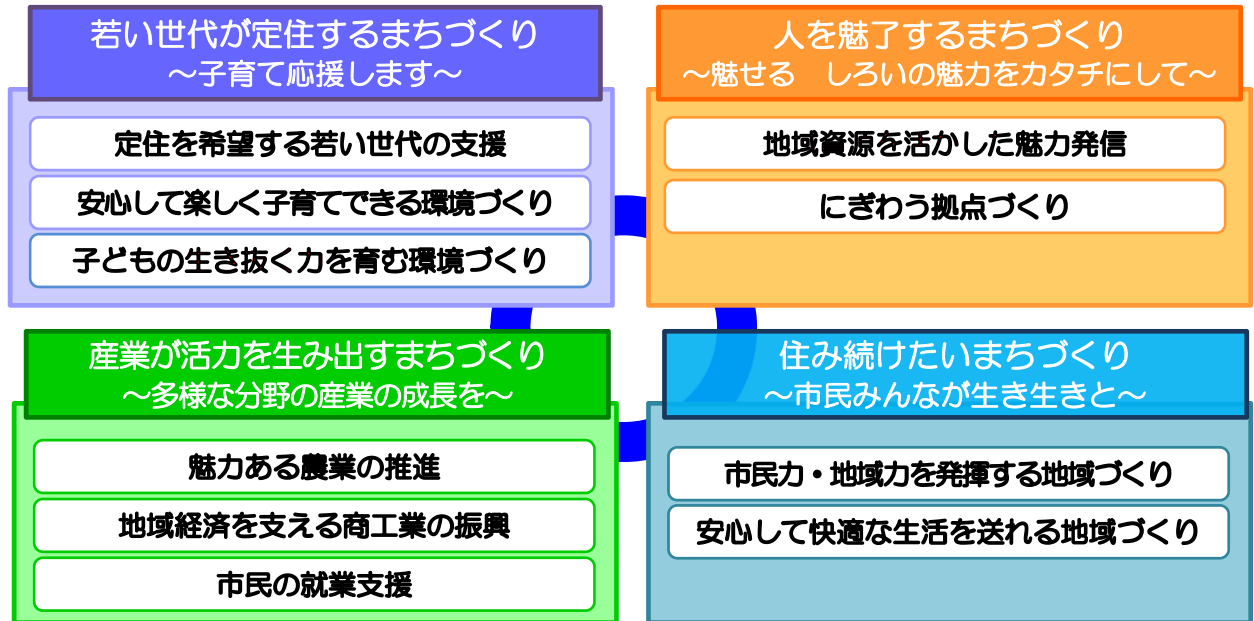 若い世代が定住するまちづくり
～子育て応援します～
定住を希望する若い世代の支援
安心して楽しく子育てできる環境づくり
子どもの生き抜く力を育む環境づくり
人を魅了するまちづくり
～魅せる　しろいの魅力をカタチにして～
地域資源を活かした魅力発信
にぎわう拠点づくり
産業が活力を生み出すまちづくり
～多様な分野の産業の成長を～
魅力ある農業の推進
地域経済を支える商工業の振興
市民の就業支援
住み続けたいまちづくり
～市民みんなが生き生きと～
市民力・地域力を発揮する地域づくり
安心して快適な生活を送れる地域づくり